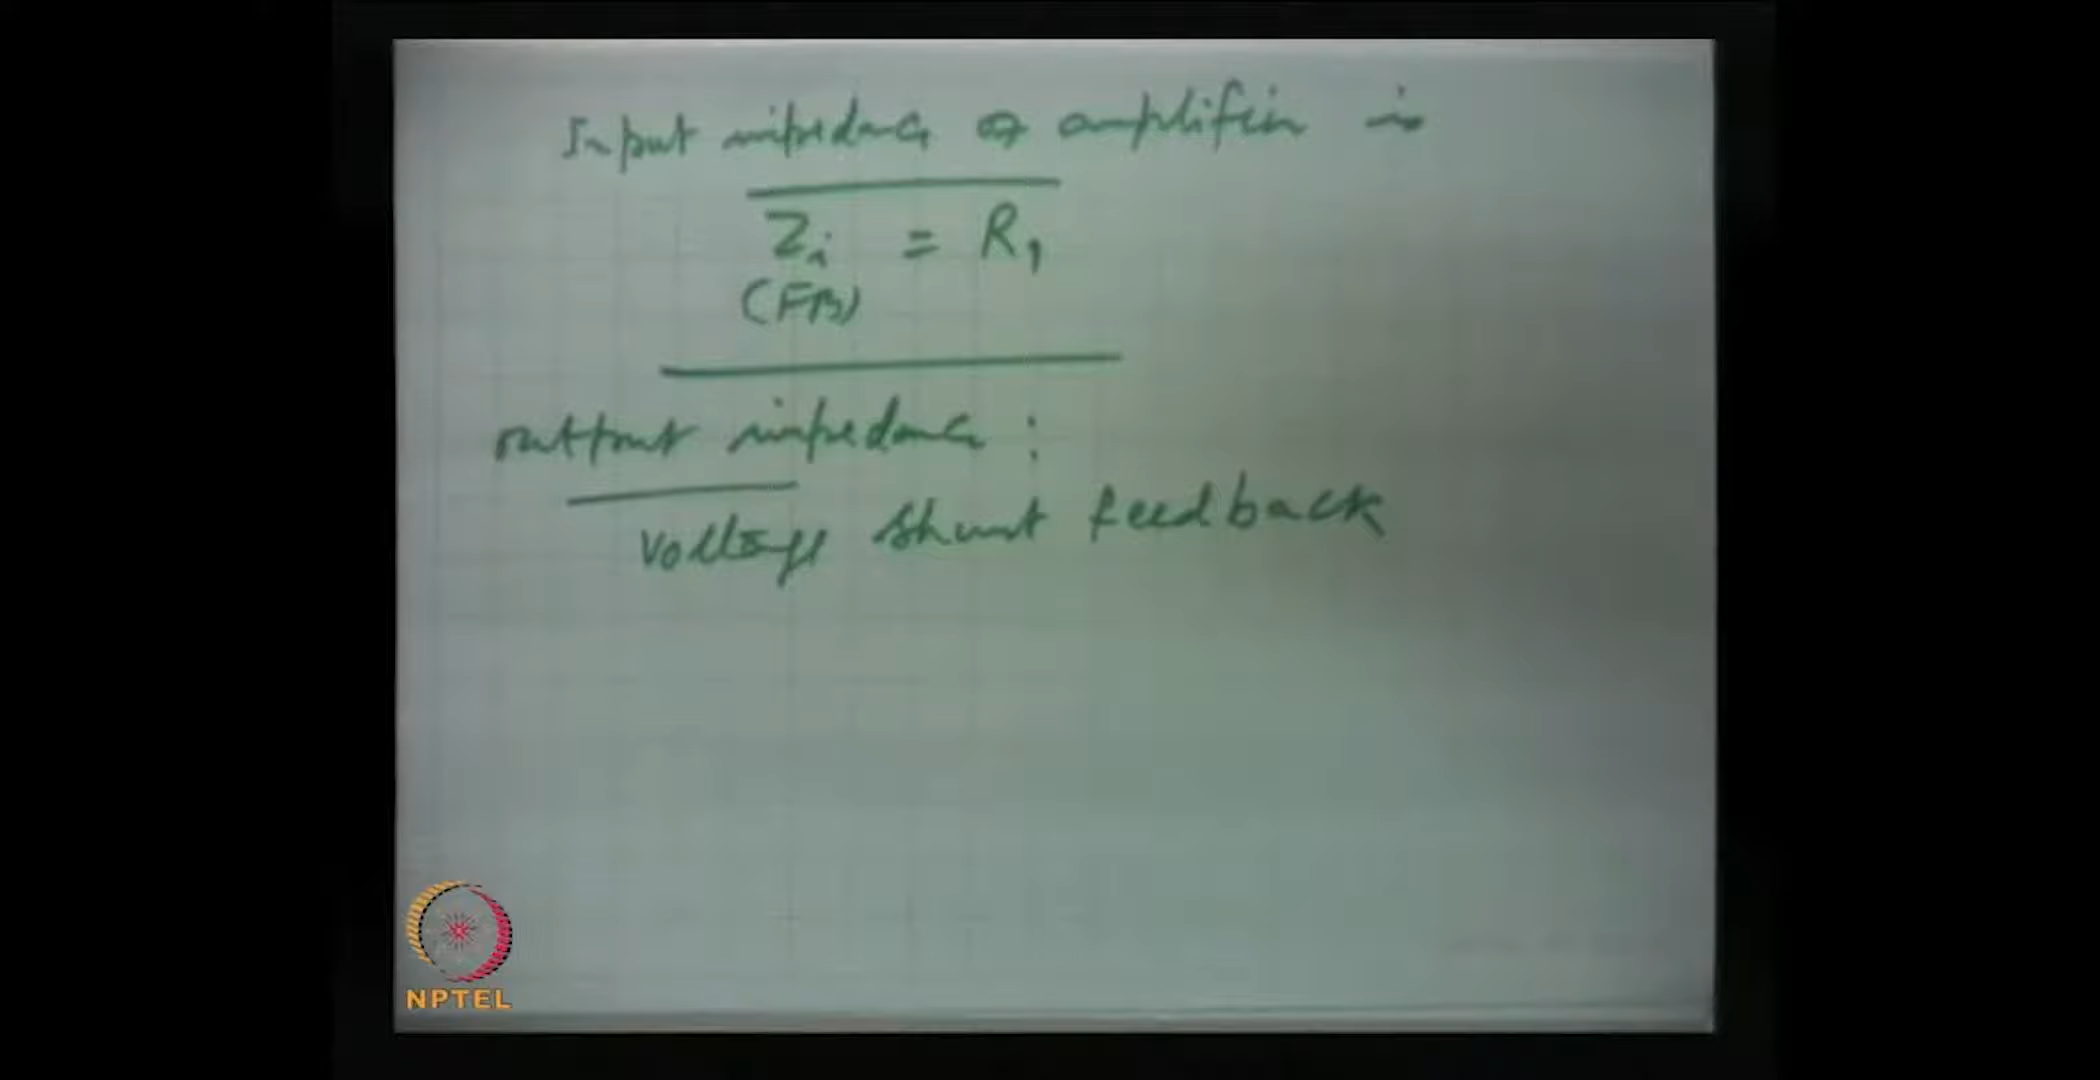 Input impedance of amplifier is
Zi = R1
(FB)
output impedance :
voltage shunt feedback
NPTEL